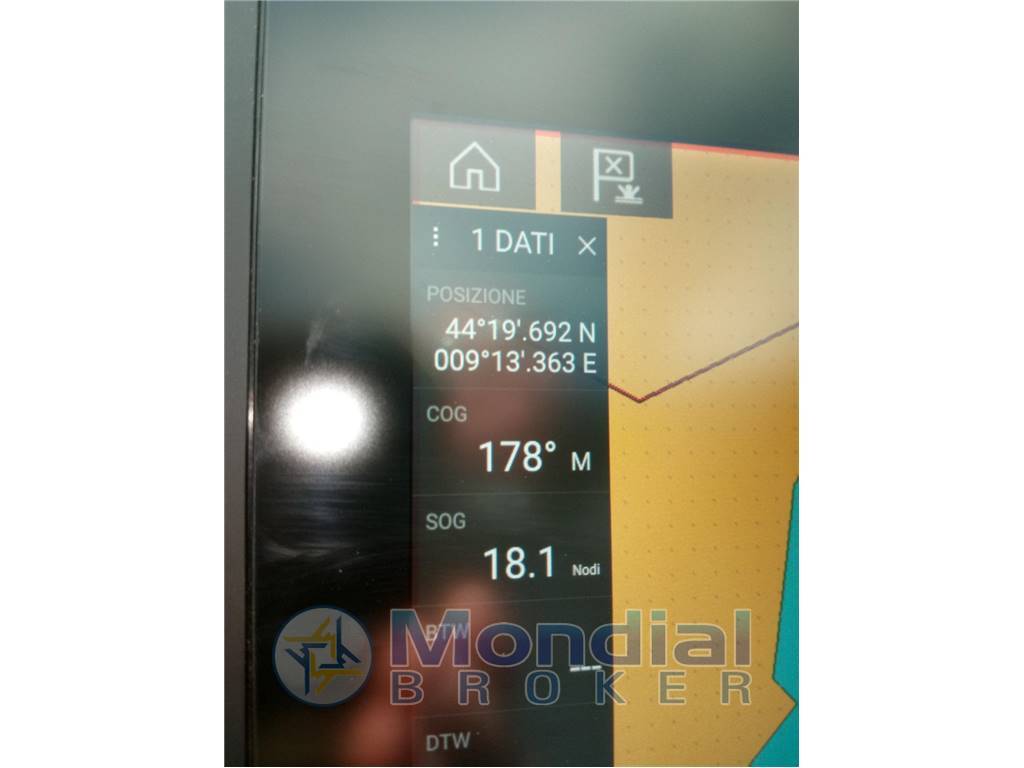 1 DATI
POSIZIONE
44°19'.692 N
009°13'.363 E
COG
178° M
SOG
18.1 Nodi
BTW
---
Mondial
BROKER
DTW